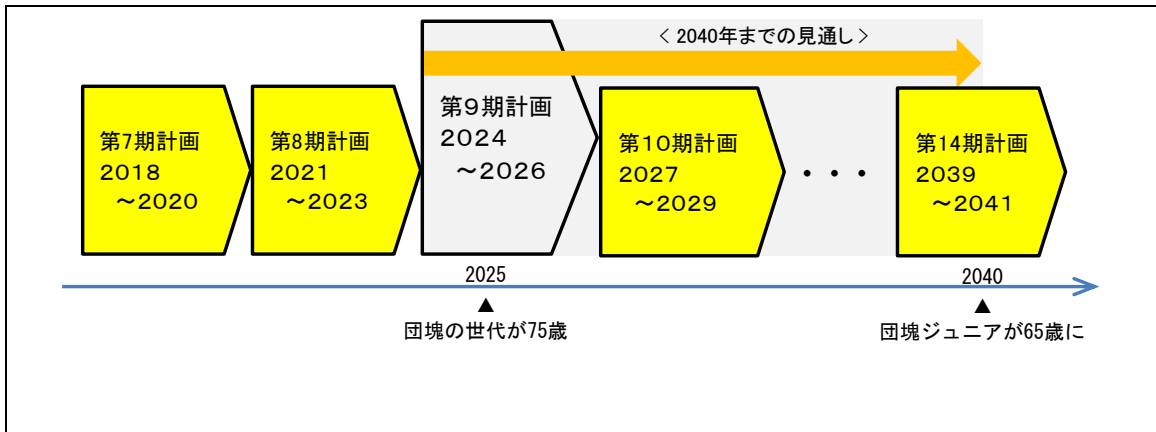 ＜2040年までの見通し＞
第7期計画
2018
～2020
第8期計画
2021
～2023
第９期計画
２０２４
～２０２６
第１０期計画
2027
～2029
・・・
第14期計画
2039
～2041
2025
▲
団塊の世代が75歳
2040
▲
団塊ジュニアが65歳に